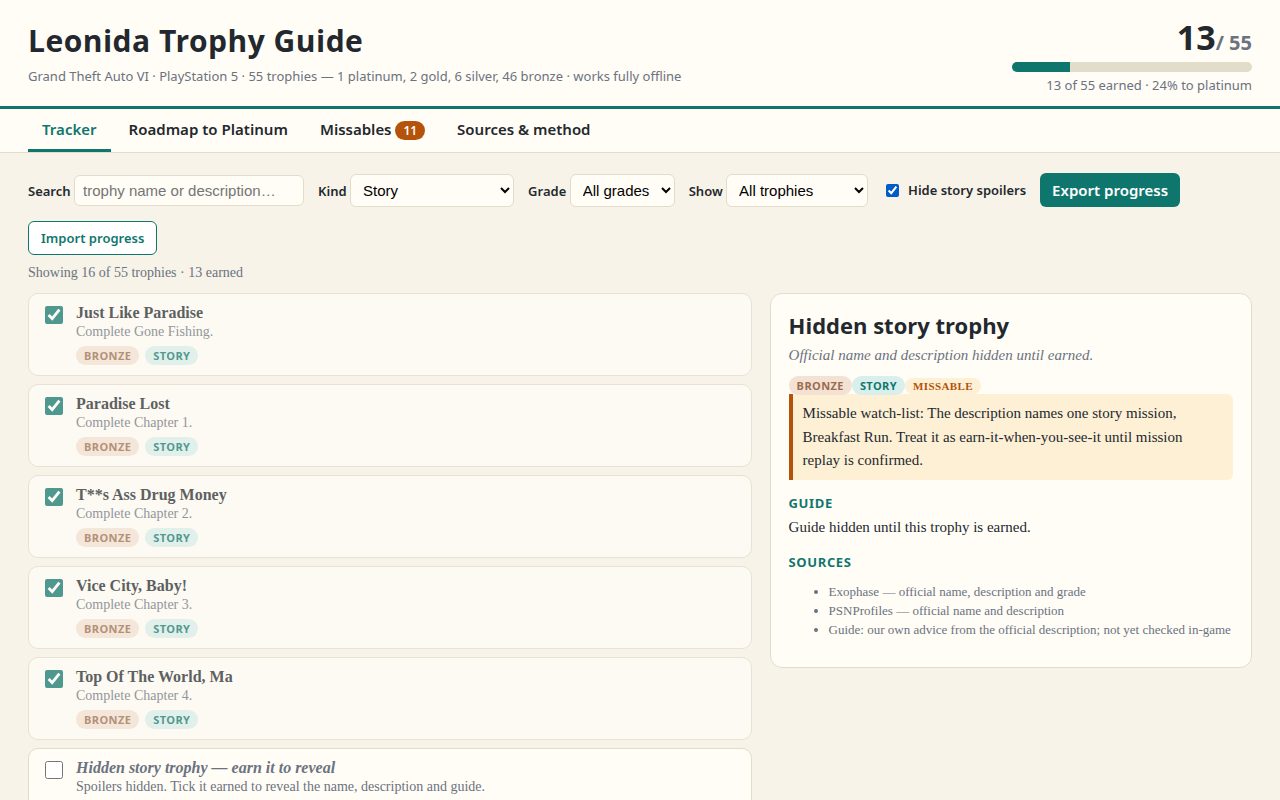 Leonida Trophy Guide
Grand Theft Auto VI · PlayStation 5 · 55 trophies — 1 platinum, 2 gold, 6 silver, 46 bronze · works fully offline
13 / 55
13 of 55 earned · 24% to platinum
Tracker Roadmap to Platinum Missables 11 Sources & method
Search trophy name or description… Kind Story Grade All grades Show All trophies Hide story spoilers Export progress
Import progress
Showing 16 of 55 trophies · 13 earned
Just Like Paradise
Complete Gone Fishing.
BRONZE STORY
Paradise Lost
Complete Chapter 1.
BRONZE STORY
T**s Ass Drug Money
Complete Chapter 2.
BRONZE STORY
Vice City, Baby!
Complete Chapter 3.
BRONZE STORY
Top Of The World, Ma
Complete Chapter 4.
BRONZE STORY
Hidden story trophy — earn it to reveal
Spoilers hidden. Tick it earned to reveal the name, description and guide.
Hidden story trophy
Official name and description hidden until earned.
BRONZE STORY MISSABLE
Missable watch-list: The description names one story mission,
Breakfast Run. Treat it as earn-it-when-you-see-it until mission
replay is confirmed.
GUIDE
Guide hidden until this trophy is earned.
SOURCES
• Exophase — official name, description and grade
• PSNProfiles — official name and description
• Guide: our own advice from the official description; not yet checked in-game